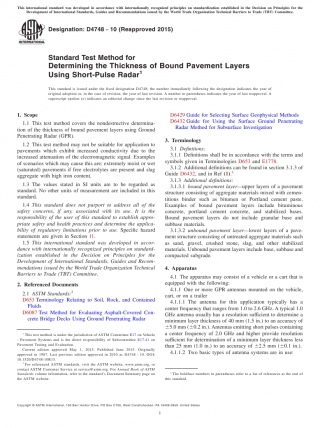 This international standard was developed in accordance with internationally recognized principles on standardization established in the Decision on Principles for the
Development of International Standards, Guides and Recommendations issued by the World Trade Organization Technical Barriers to Trade (TBT) Committee.
Designation: D4748 − 10 (Reapproved 2015)
Standard Test Method for
Determining the Thickness of Bound Pavement Layers
Using Short-Pulse Radar1
This standard is issued under the fixed designation D4748; the number immediately following the designation indicates the year of
original adoption or, in the case of revision, the year of last revision. A number in parentheses indicates the year of last reapproval. A
superscript epsilon (ε) indicates an editorial change since the last revision or reapproval.
1. Scope
1.1 This test method covers the nondestructive determina-
tion of the thickness of bound pavement layers using Ground
Penetrating Radar (GPR).
1.2 This test method may not be suitable for application to
pavements which exhibit increased conductivity due to the
increased attenuation of the electromagnetic signal. Examples
of scenarios which may cause this are: extremely moist or wet
(saturated) pavements if free electrolytes are present and slag
aggregate with high iron content.
1.3 The values stated in SI units are to be regarded as
standard. No other units of measurement are included in this
standard.
1.4 This standard does not purport to address all of the
safety concerns, if any, associated with its use. It is the
responsibility of the user of this standard to establish appro-
priate safety and health practices and determine the applica-
bility of regulatory limitations prior to use. Specific hazard
statements are given in Section 11.
1.5 This international standard was developed in accor-
dance with internationally recognized principles on standard-
ization established in the Decision on Principles for the
Development of International Standards, Guides and Recom-
mendations issued by the World Trade Organization Technical
Barriers to Trade (TBT) Committee.
2. Referenced Documents
2.1 ASTM Standards:2
D653 Terminology Relating to Soil, Rock, and Contained
Fluids
D6087 Test Method for Evaluating Asphalt-Covered Con-
crete Bridge Decks Using Ground Penetrating Radar
1 This test method is under the jurisdiction of ASTM Committee E17 on Vehicle
- Pavement Systems and is the direct responsibility of Subcommittee E17.41 on
Pavement Testing and Evaluation.
Current edition approved May 1, 2015. Published June 2015. Originally
approved in 1987. Last previous edition approved in 2010 as D4748 – 10.
2 For referenced ASTM standards, visit the ASTM website, www.astm.org, or
contact ASTM Customer Service at service@astm.org. For Annual Book of ASTM
Standards volume information, refer to the standard's Document Summary page on
the ASTM website.
D6429 Guide for Selecting Surface Geophysical Methods
D6432 Guide for Using the Surface Ground Penetrating
Radar Method for Subsurface Investigation
3. Terminology
3.1 Definitions:
3.1.1 Definitions shall be in accordance with the terms and
symbols given in Terminologies D653 and E1778.
3.1.2 Additional definitions can be found in section 3.1.3 of
Guide D6432, and in Ref (1).3
3.1.3 Additional definitions:
3.1.3.1 bound pavement layer—upper layers of a pavement
structure consisting of aggregate materials mixed with cemen-
titious binder such as bitumen or Portland cement paste.
Examples of bound pavement layers include bituminous
concrete, portland cement concrete, and stabilized bases.
Bound pavement layers do not include granular base and
subbase materials.
3.1.3.2 unbound pavement layer—lower layers of a pave-
ment structure consisting of untreated aggregate materials such
as sand, gravel, crushed stone, slag, and other stabilized
materials. Unbound pavement layers include base, subbase and
compacted subgrade.
4. Apparatus
4.1 The apparatus may consist of a vehicle or a cart that is
equipped with the following:
4.1.1 One or more GPR antennas mounted on the vehicle,
cart, or on a trailer
4.1.1.1 The antenna for this application typically has a
centre frequency that ranges from 1.0 to 2.6 GHz. A typical 1.0
GHz antenna usually has a resolution sufficient to determine a
minimum layer thickness of 40 mm (1.5 in.) to an accuracy of
±5.0 mm (±0.2 in.). Antennas emitting short pulses containing
a center frequency of 2.0 GHz and higher provide resolution
sufficient for determination of a minimum layer thickness less
than 25 mm (1.0 in.) to an accuracy of ±2.5 mm (±0.1 in.).
4.1.1.2 Two basic types of antenna systems are in use:
3 The boldface numbers in parentheses refer to a list of references at the end of
this standard.
Copyright © ASTM International, 100 Barr Harbor Drive, PO Box C700, West Conshohocken, PA 19428-2959. United States
1